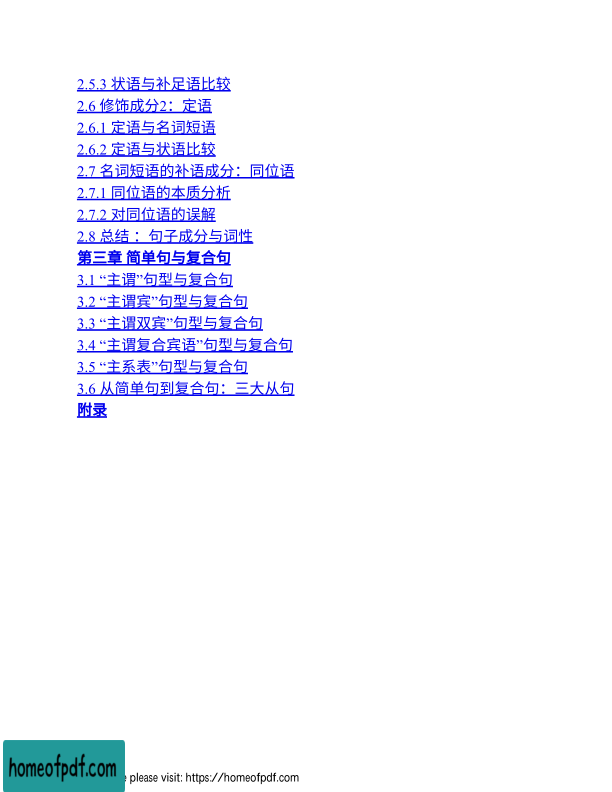 2.5.3 状语与补足语比较
2.6 修饰成分2：定语
2.6.1 定语与名词短语
2.6.2 定语与状语比较
2.7 名词短语的补语成分：同位语
2.7.1 同位语的本质分析
2.7.2 对同位语的误解
2.8 总结 ：句子成分与词性
第三章 简单句与复合句
3.1 “主谓”句型与复合句
3.2 “主谓宾”句型与复合句
3.3 “主谓双宾”句型与复合句
3.4 “主谓复合宾语”句型与复合句
3.5 “主系表”句型与复合句
3.6 从简单句到复合句：三大从句
附录
homeofpdf.com
please visit: https://homeofpdf.com